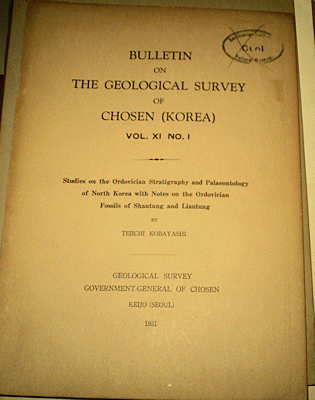 BULLETIN
ON
THE GEOLOGICAL SURVEY
OF
CHOSEN (KOREA)
VOL. XI NO. 1
Studies on the Ordovician Stratigraphy and Palaeontology
of North Korea with Notes on the Ordovician
Fossils of Shantung and Liautung
BY
TEIICHI KOBAYASHI
GEOLOGICAL SURVEY
GOVERNMENT-GENERAL OF CHOSEN
KEIJO (SEOUL)
1931